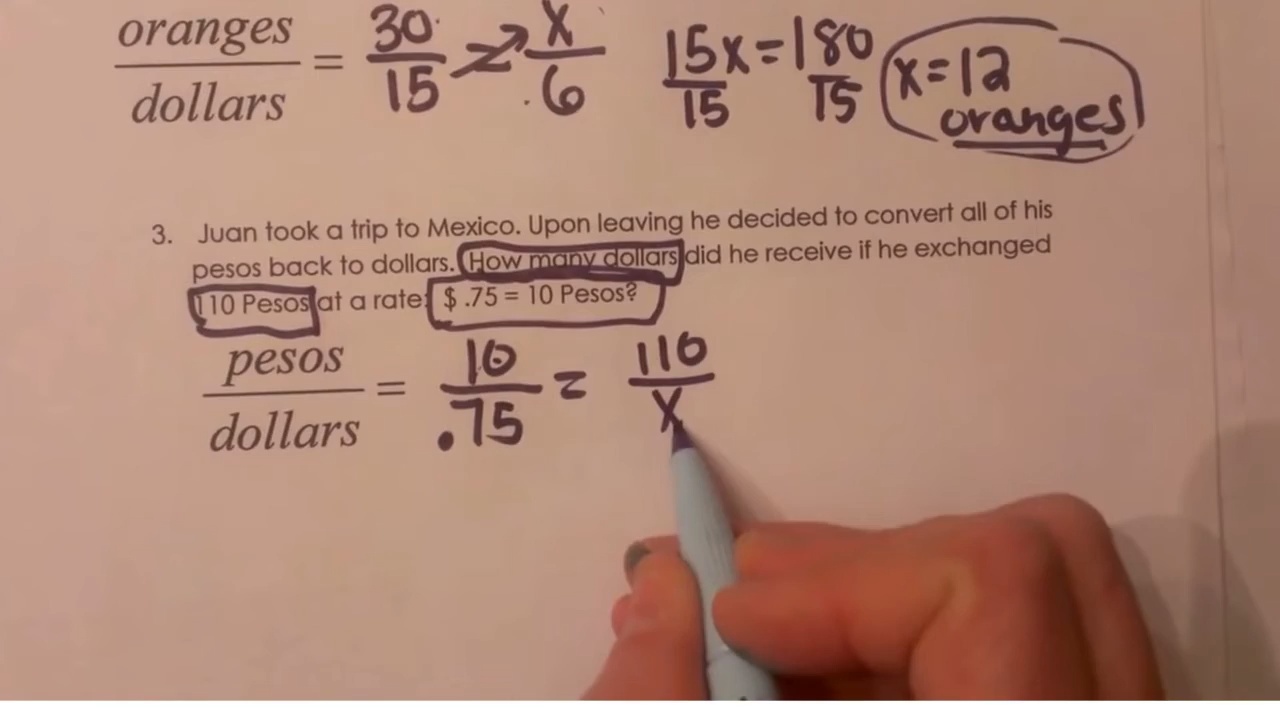 oranges / dollars = 30/15 = x/6 15x/15 = 180/15 x=12 oranges
3. Juan took a trip to Mexico. Upon leaving he decided to convert all of his
pesos back to dollars. How many dollars did he receive if he exchanged
110 Pesos at a rate: $ .75 = 10 Pesos?
pesos / dollars = 10/.75 = 110/x